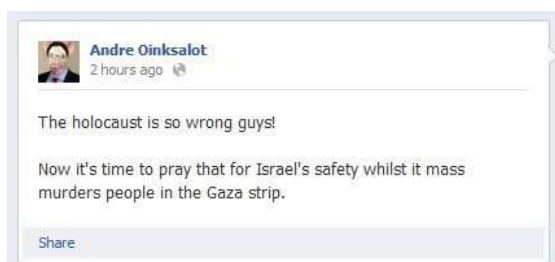 Andre Oinksalot
2 hours ago
The holocaust is so wrong guys!
Now it's time to pray that for Israel's safety whilst it mass
murders people in the Gaza strip.
Share